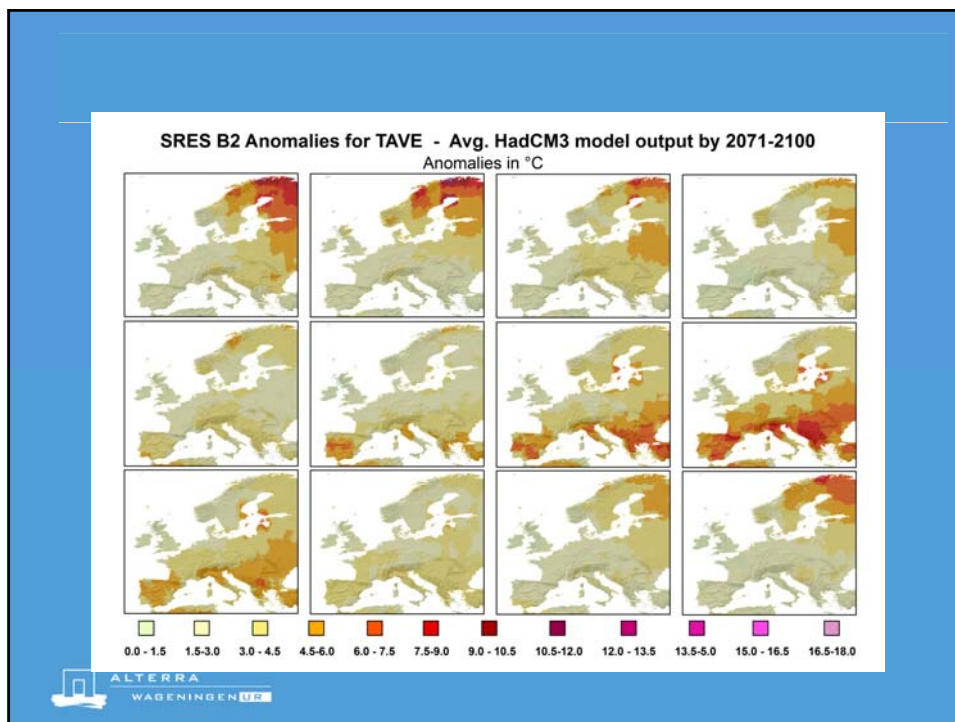 SRES B2 Anomalies for TAVE - Avg. HadCM3 model output by 2071-2100
Anomalies in °C
0.0 - 1.5 1.5-3.0 3.0 - 4.5 4.5-6.0 6.0 - 7.5 7.5-9.0 9.0 - 10.5 10.5-12.0 12.0 - 13.5 13.5-5.0 15.0 - 16.5 16.5-18.0
ALTERRA
WAGENINGEN UR